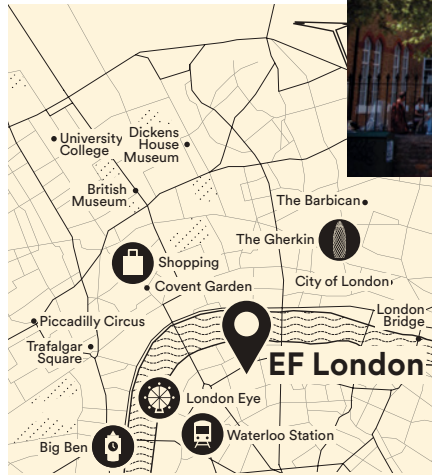 University
College
Dickens
House
Museum
British
Museum
The Barbican
The Gherkin
Shopping
City of London
Covent Garden
London
Bridge
Piccadilly Circus
Trafalgar
Square
EF London
London Eye
Waterloo Station
Big Ben